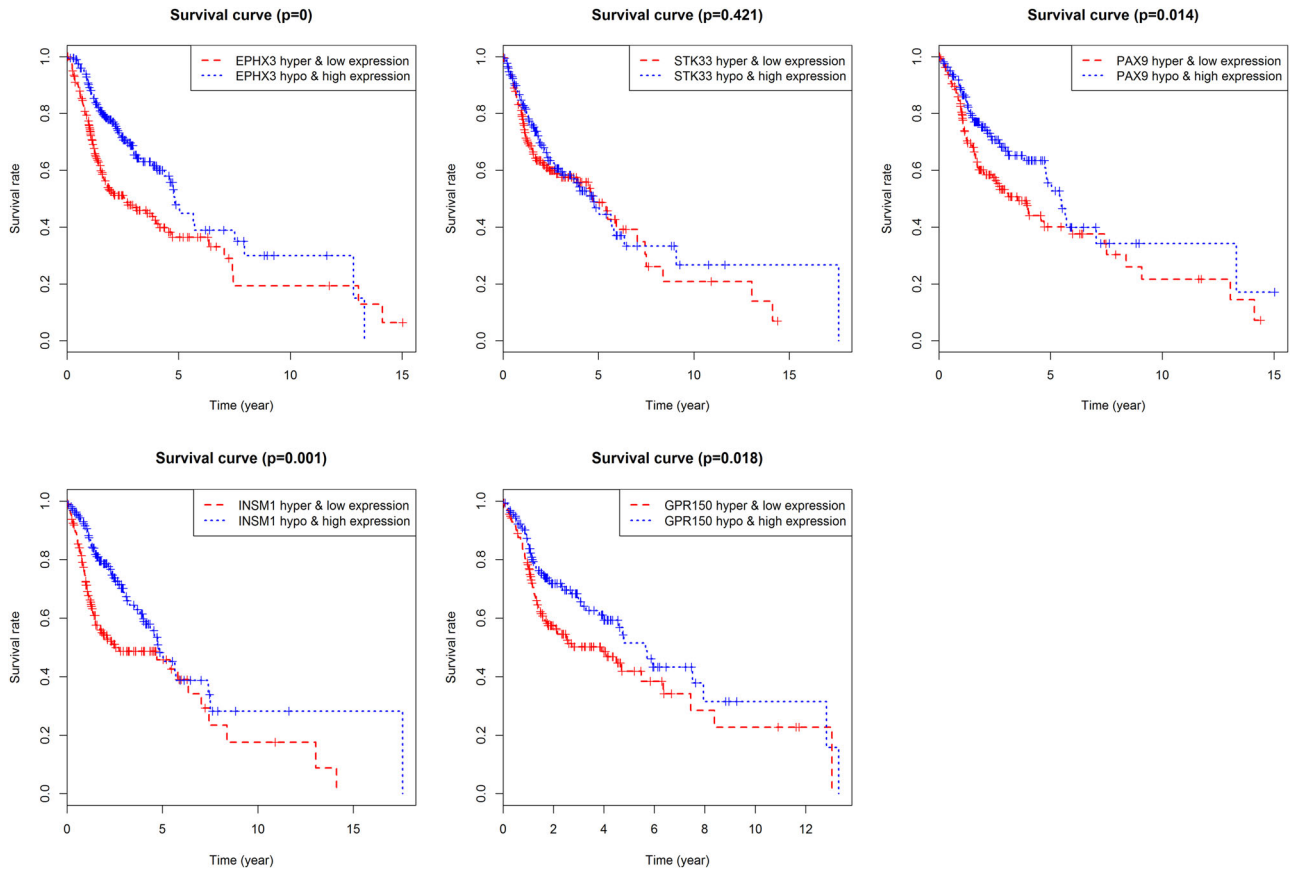 Survival curve (p=0)
EPHX3 hyper & low expression
EPHX3 hypo & high expression
Survival rate
1.0
0.8
0.6
0.4
0.2
0.0
0 5 10 15
Time (year)
Survival curve (p=0.421)
STK33 hyper & low expression
STK33 hypo & high expression
Survival rate
1.0
0.8
0.6
0.4
0.2
0.0
0 5 10 15
Time (year)
Survival curve (p=0.014)
PAX9 hyper & low expression
PAX9 hypo & high expression
Survival rate
1.0
0.8
0.6
0.4
0.2
0.0
0 5 10 15
Time (year)
Survival curve (p=0.001)
INSM1 hyper & low expression
INSM1 hypo & high expression
Survival rate
1.0
0.8
0.6
0.4
0.2
0.0
0 5 10 15
Time (year)
Survival curve (p=0.018)
GPR150 hyper & low expression
GPR150 hypo & high expression
Survival rate
1.0
0.8
0.6
0.4
0.2
0.0
0 2 4 6 8 10 12
Time (year)